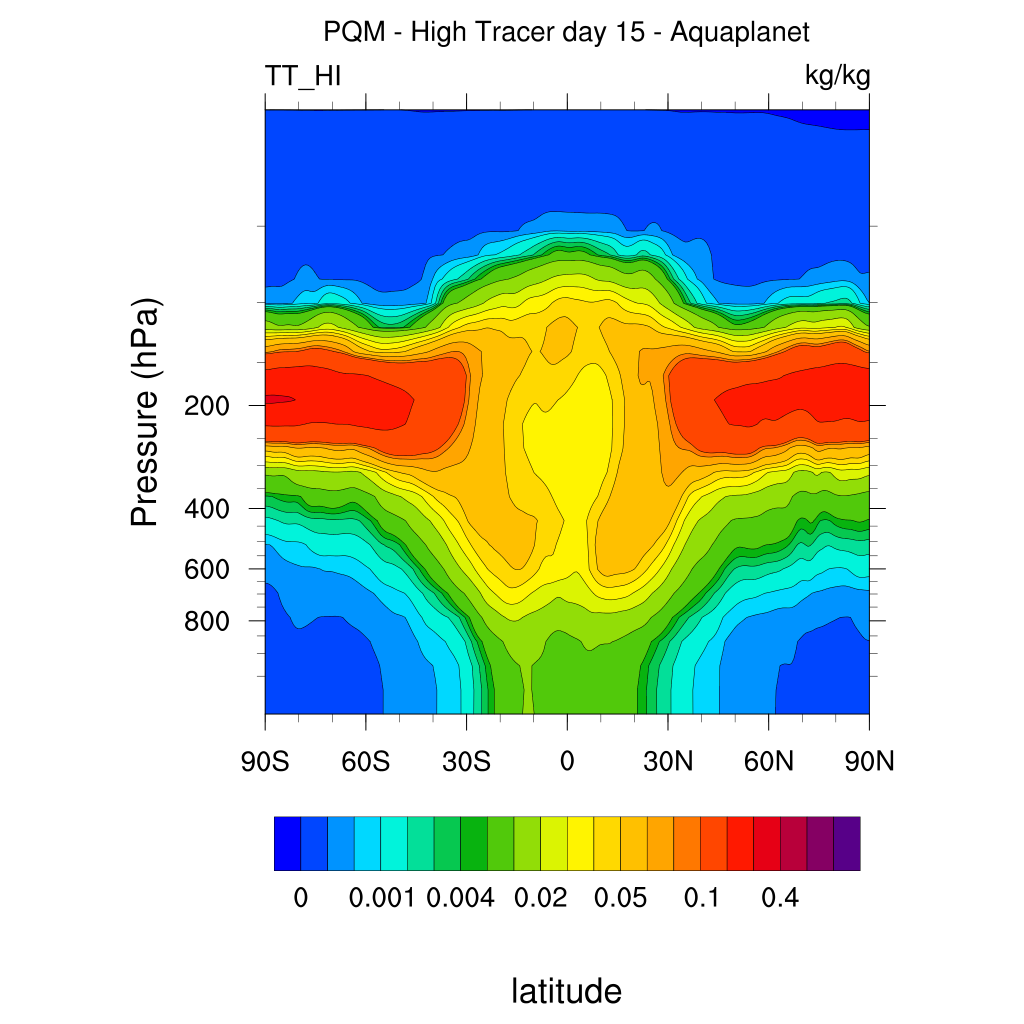 PQM - High Tracer day 15 - Aquaplanet
TT_HI kg/kg
Pressure (hPa)
200
400
600
800
90S 60S 30S 0 30N 60N 90N
0 0.001 0.004 0.02 0.05 0.1 0.4
latitude